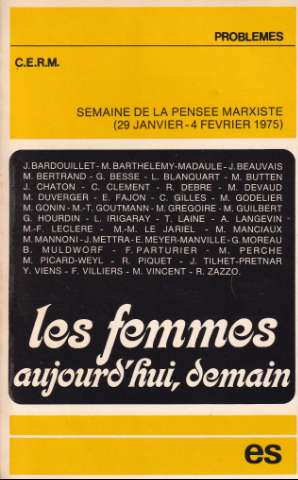 PROBLEMES
C.E.R.M.
SEMAINE DE LA PENSEE MARXISTE
(29 JANVIER-4 FEVRIER 1975)
J. BARDOUILLET - M. BARTHELEMY-MADAULE - J. BEAUVAIS
M. BERTRAND - G. BESSE - L. BLANQUART - M. BUTTEN
J. CHATON - C. CLEMENT - R. DEBRE - M. DEVAUD
M. DUVERGER - E. FAJON - C. GILLES - M. GODELIER
M. GONIN - M.-T. GOUTMANN - M. GREGOIRE - M. GUILBERT
G. HOURDIN - L. IRIGARAY - T. LAINE - A. LANGEVIN -
M.-F. LECLERE - M.-M. LE JARIEL - M. MANCIAUX
M. MANNONI - J. METTRA - E. MEYER-MANVILLE - G. MOREAU
B. MULDWORF - F. PARTURIER - M. PERCHE
M. PICARD-WEYL - R. PIQUET - J. TILHET-PRETNAR
Y. VIENS - F. VILLIERS - M. VINCENT - R. ZAZZO.
les femmes
aujourd'hui, demain
es